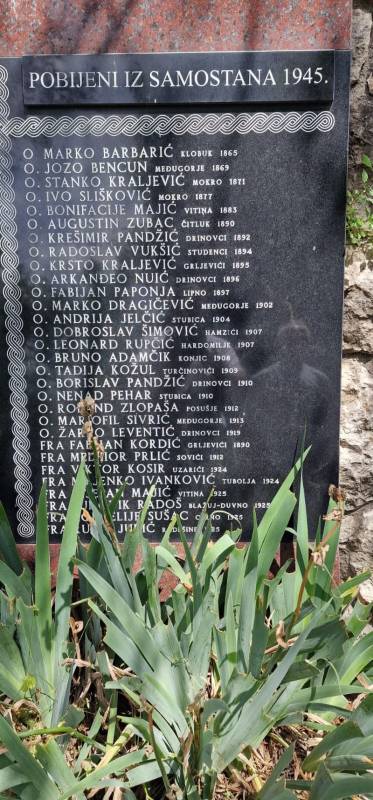 POBIJENI IZ SAMOSTANA 1945.
O. MARKO BARBARIĆ KLOBUK 1865
O. JOZO BENCUN MEĐUGORJE 1869
O. STANKO KRALJEVIĆ MOKRO 1871
O. IVO SLIŠKOVIĆ MOKRO 1877
O. BONIFACIJE MAJIĆ VITINA 1883
O. AUGUSTIN ZUBAC ČITLUK 1890
O. KREŠIMIR PANDŽIĆ DRINOVCI 1892
O. RADOSLAV VUKŠIĆ STUDENCI 1894
O. KRSTO KRALJEVIĆ GRLJEVIĆI 1895
O. ARKANĐEO NUIĆ DRINOVCI 1896
O. FABIJAN PAPONJA LIPNO 1897
O. MARKO DRAGIĆEVIĆ MEĐUGORJE 1902
O. ANDRIJA JELČIĆ STUBICA 1904
O. DOBROSLAV ŠIMOVIĆ HAMZIĆI 1907
O. LEONARD RUPČIĆ HARDOMILJE 1907
O. BRUNO ADAMČIK KONJIC 1908
O. TADIJA KOŽUL TURČINOVIĆI 1909
O. BORISLAV PANDŽIĆ DRINOVCI 1910
O. NENAD PEHAR STUBICA 1910
O. ZLOPAŠA POSUŠJE 1912
O. SIVRIĆ MEĐUGORJE 1913
O. LEVENTIĆ DRINOVCI 1919
FRA KORDIĆ GRLJEVIĆI 1890
FRA PRLIĆ SOVIĆI 1912
FRA KOSIR UZARIĆI 1924
FRA IVANKOVIĆ TUBOLJA 1924
FRA MAJIĆ VITINA 1925
RADOŠ BLAŽUJ-DUVNO 1925
SUŠAC 1925
FRA JULIĆ